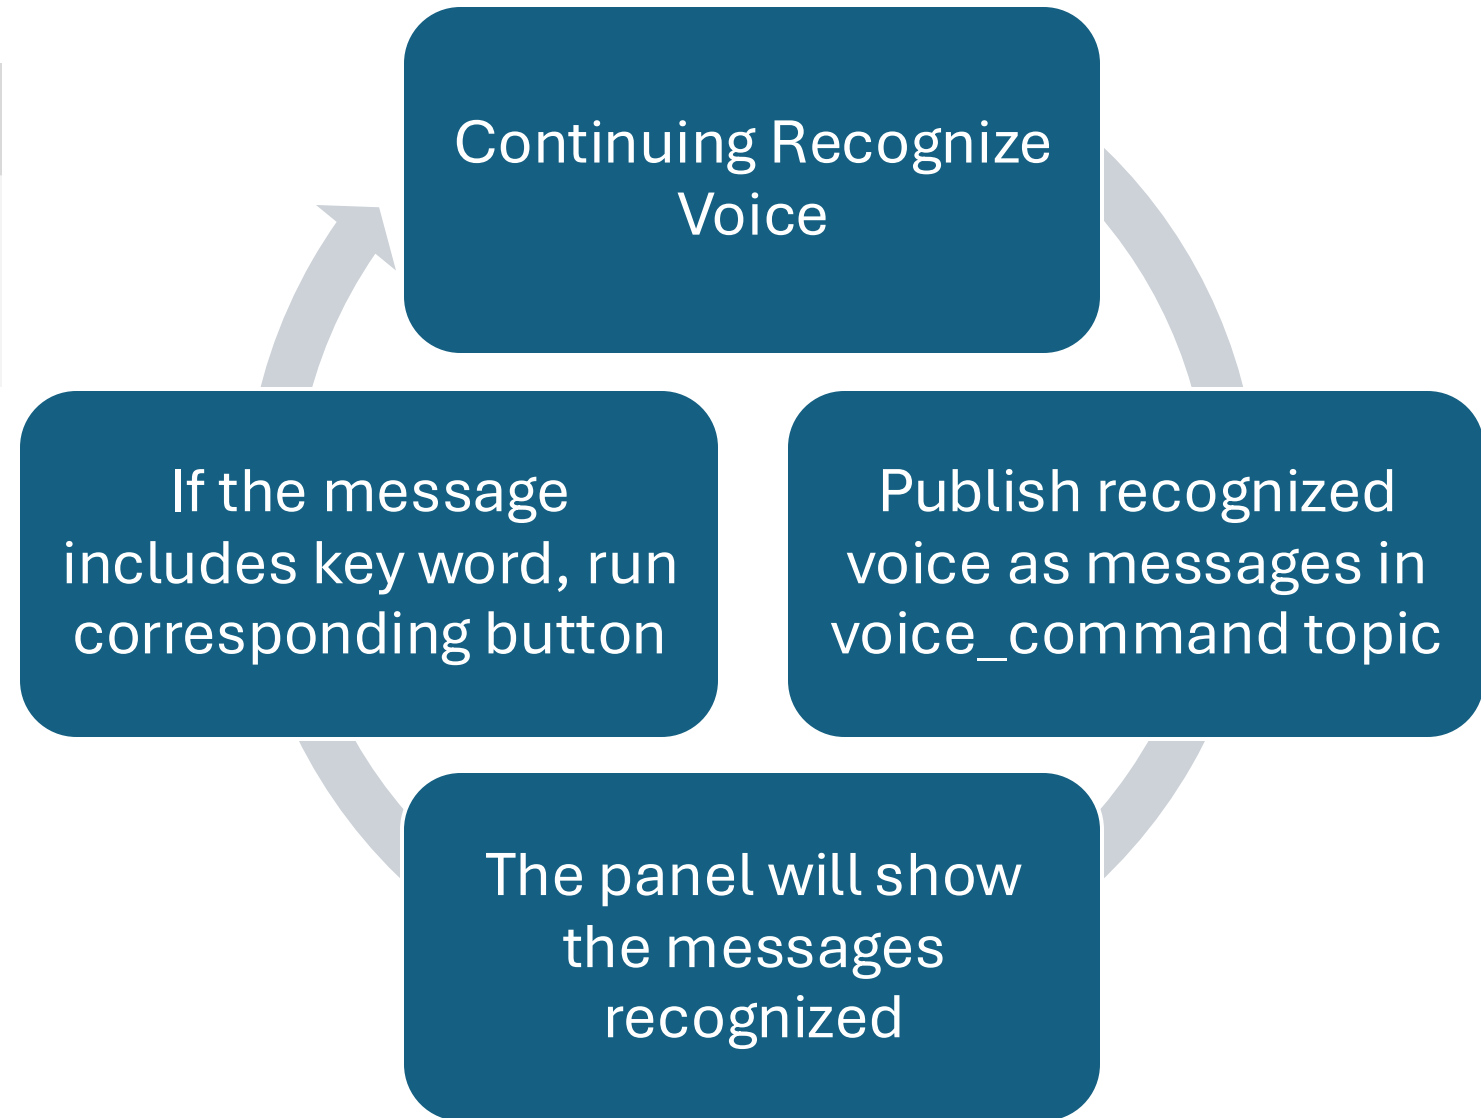 Continuing Recognize
Voice
Publish recognized
voice as messages in
voice_command topic
The panel will show
the messages
recognized
If the message
includes key word, run
corresponding button